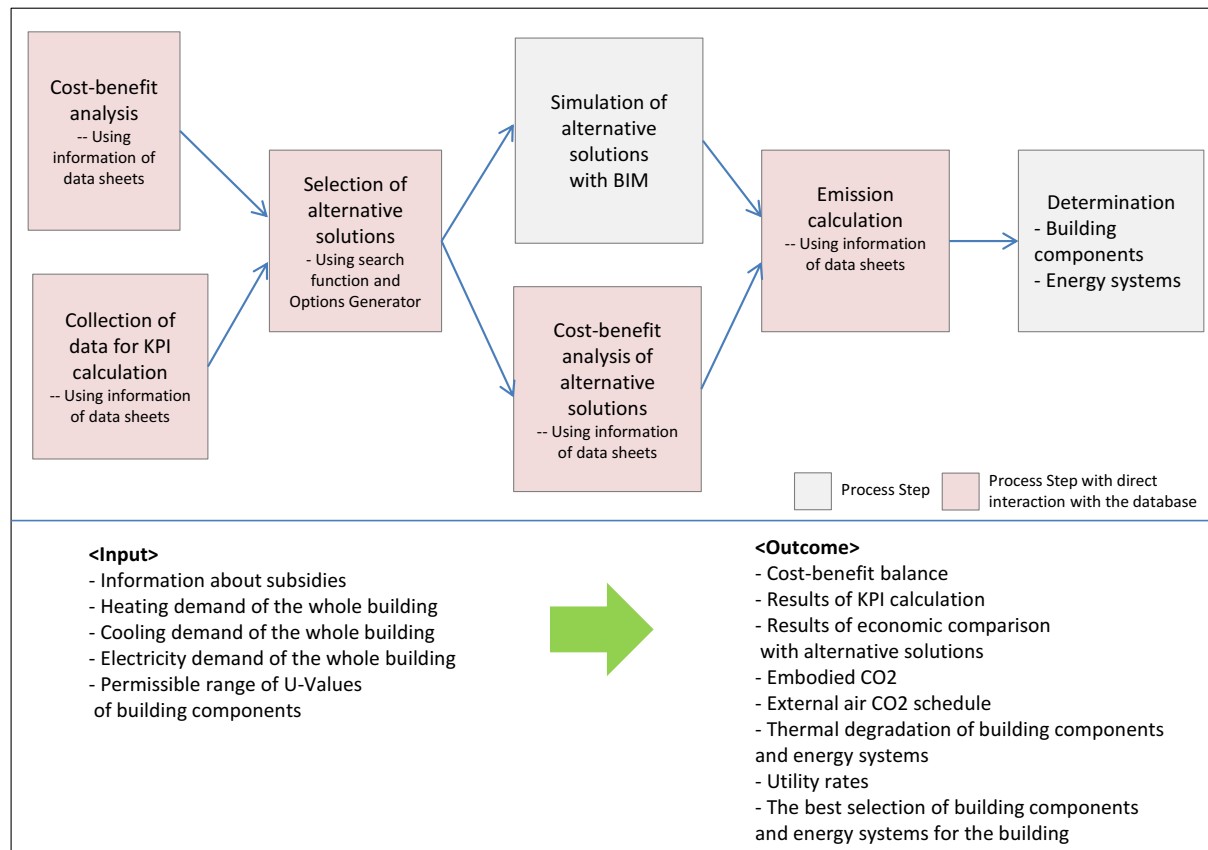 Cost-benefit
analysis
-- Using
information of
data sheets
Collection of
data for KPI
calculation
-- Using information
of data sheets
Selection of
alternative
solutions
- Using search
function and
Options Generator
Simulation of
alternative
solutions
with BIM
Cost-benefit
analysis of
alternative
solutions
-- Using information
of data sheets
Emission
calculation
-- Using information
of data sheets
Determination
- Building
components
- Energy systems
Process Step
Process Step with direct
interaction with the database
<Input>
- Information about subsidies
- Heating demand of the whole building
- Cooling demand of the whole building
- Electricity demand of the whole building
- Permissible range of U-Values
of building components
<Outcome>
- Cost-benefit balance
- Results of KPI calculation
- Results of economic comparison
with alternative solutions
- Embodied CO2
- External air CO2 schedule
- Thermal degradation of building components
and energy systems
- Utility rates
- The best selection of building components
and energy systems for the building